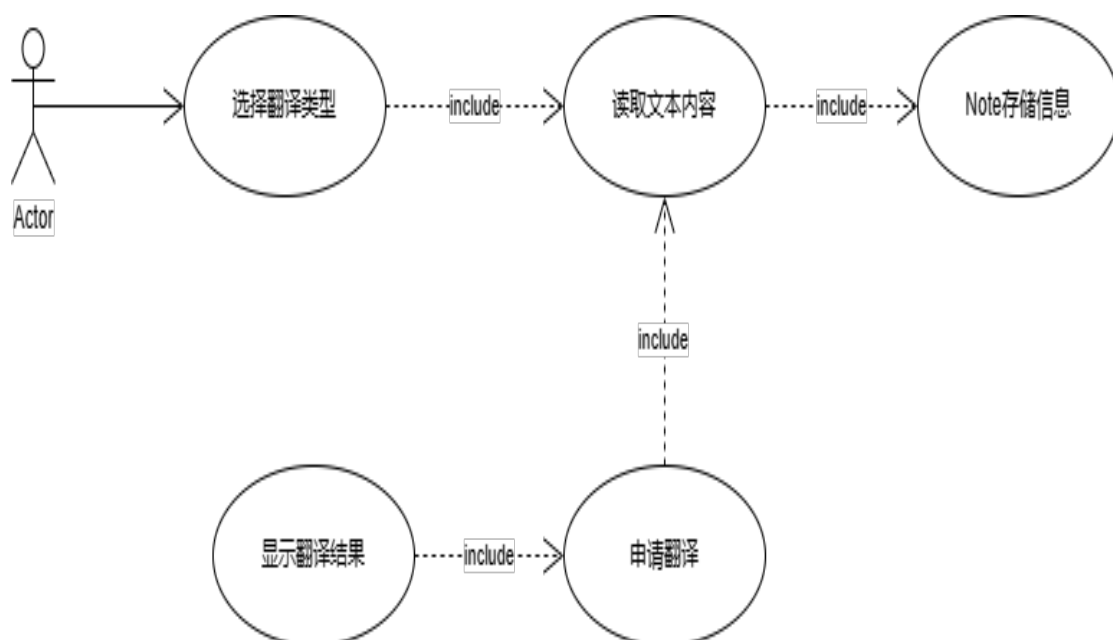 选择翻译类型
include
读取文本内容
include
Note存储信息
Actor
include
显示翻译结果
include
申请翻译